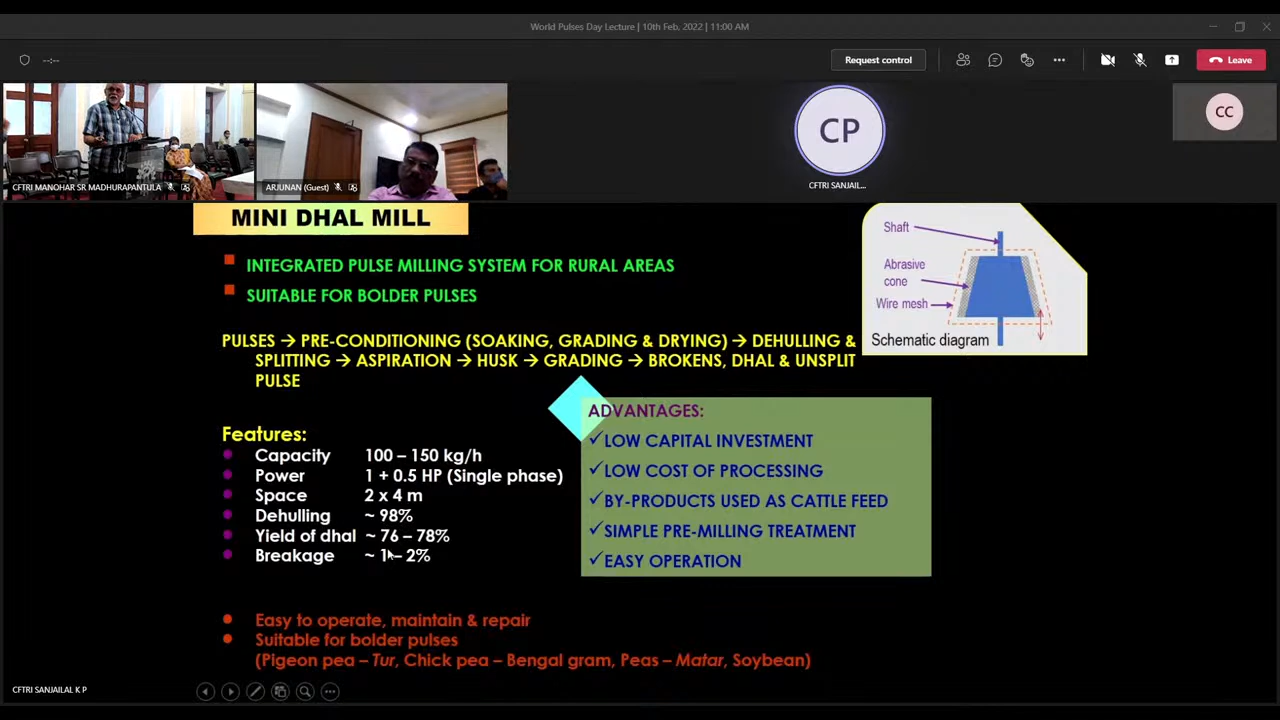 World Pulses Day Lecture | 10th Feb, 2022 | 11:00 AM
--:--
Request control
Leave
CP
CC
CFTRI MANOHAR SR MADHURAPANTULA
ARJUNAN (Guest)
CFTRI SANJAIL...
MINI DHAL MILL
INTEGRATED PULSE MILLING SYSTEM FOR RURAL AREAS
SUITABLE FOR BOLDER PULSES
Shaft
Abrasive
cone
Wire mesh
Schematic diagram
PULSES → PRE-CONDITIONING (SOAKING, GRADING & DRYING) → DEHULLING &
SPLITTING → ASPIRATION → HUSK → GRADING → BROKENS, DHAL & UNSPLIT
PULSE
Features:
Capacity 100 – 150 kg/h
Power 1 + 0.5 HP (Single phase)
Space 2 x 4 m
Dehulling ~ 98%
Yield of dhal ~ 76 – 78%
Breakage ~ 1 – 2%
ADVANTAGES:
✓LOW CAPITAL INVESTMENT
✓LOW COST OF PROCESSING
✓BY-PRODUCTS USED AS CATTLE FEED
✓SIMPLE PRE-MILLING TREATMENT
✓EASY OPERATION
Easy to operate, maintain & repair
Suitable for bolder pulses
(Pigeon pea – Tur, Chick pea – Bengal gram, Peas – Matar, Soybean)
CFTRI SANJAILAL K P